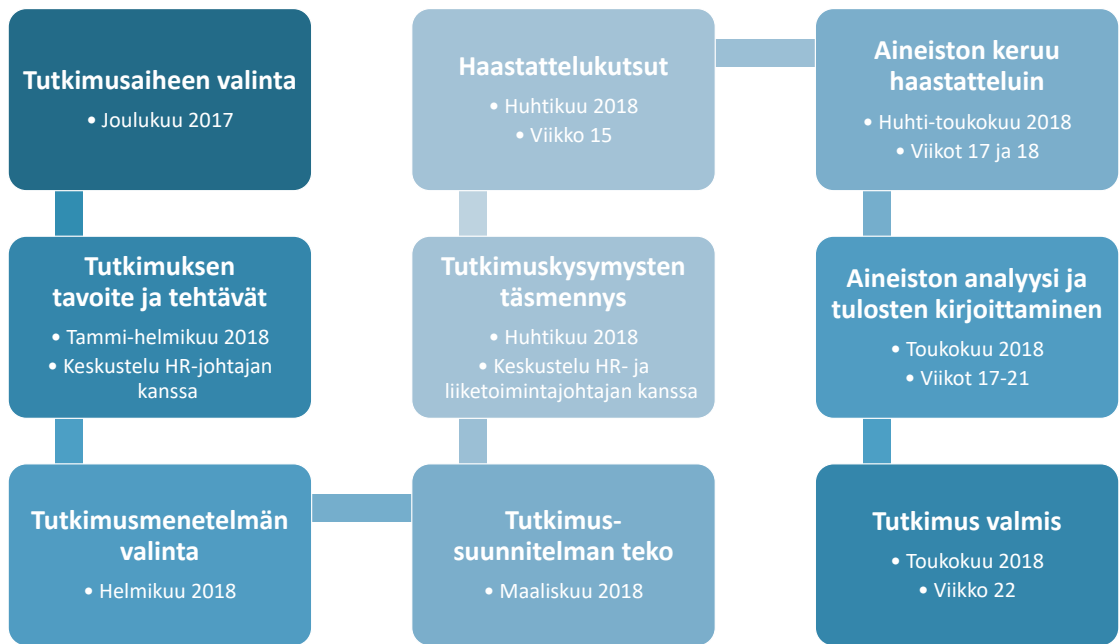 Tutkimusaiheen valinta
• Joulukuu 2017
Tutkimuksen
tavoite ja tehtävät
• Tammi-helmikuu 2018
• Keskustelu HR-johtajan
kanssa
Tutkimusmenetelmän
valinta
• Helmikuu 2018
Tutkimus-
suunnitelman teko
• Maaliskuu 2018
Tutkimuskysymysten
täsmennys
• Huhtikuu 2018
• Keskustelu HR- ja
liiketoimintajohtajan kanssa
Haastattelukutsut
• Huhtikuu 2018
• Viikko 15
Aineiston keruu
haastatteluin
• Huhti-toukokuu 2018
• Viikot 17 ja 18
Aineiston analyysi ja
tulosten kirjoittaminen
• Toukokuu 2018
• Viikot 17-21
Tutkimus valmis
• Toukokuu 2018
• Viikko 22